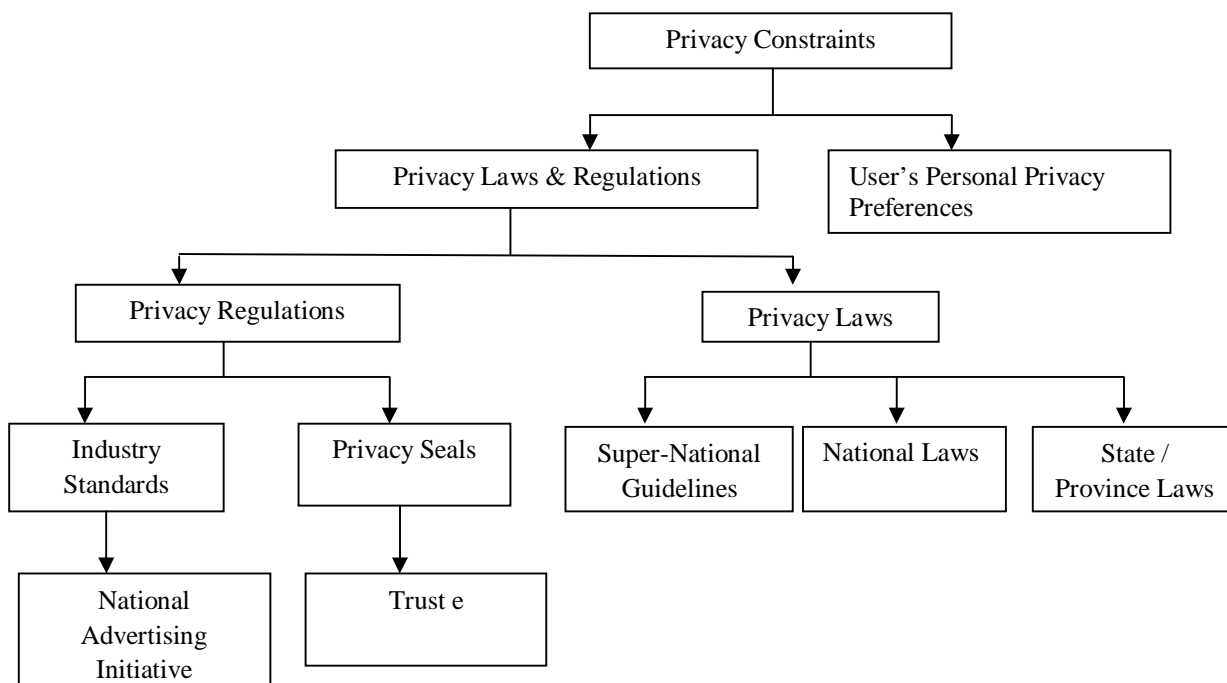 Privacy Constraints
Privacy Laws & Regulations
User’s Personal Privacy
Preferences
Privacy Regulations
Privacy Laws
Industry
Standards
Privacy Seals
Super-National
Guidelines
National Laws
State /
Province Laws
National
Advertising
Initiative
Trust e